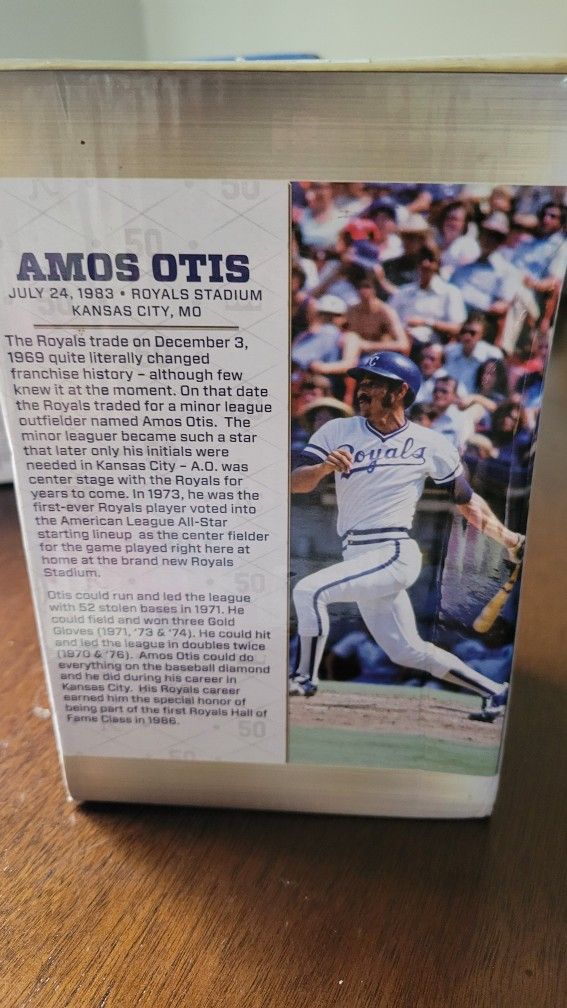 AMOS OTIS
JULY 24, 1983 • ROYALS STADIUM
KANSAS CITY, MO
The Royals trade on December 3,
1969 quite literally changed
franchise history – although few
knew it at the moment. On that date
the Royals traded for a minor league
outfielder named Amos Otis. The
minor leaguer became such a star
that later only his initials were
needed in Kansas City – A.O. was
center stage with the Royals for
years to come. In 1973, he was the
first-ever Royals player voted into
the American League All-Star
starting lineup as the center fielder
for the game played right here at
home at the brand new Royals
Stadium.
Otis could run and led the league
with 52 stolen bases in 1971. He
could field and won three Gold
Gloves (1971, '73 & '74). He could hit
and led the league in doubles twice
(1970 & '76). Amos Otis could do
everything on the baseball diamond
and he did during his career in
Kansas City. His Royals career
earned him the special honor of
being part of the first Royals Hall of
Fame Class in 1986.
KC
Royals
50
50
50
50